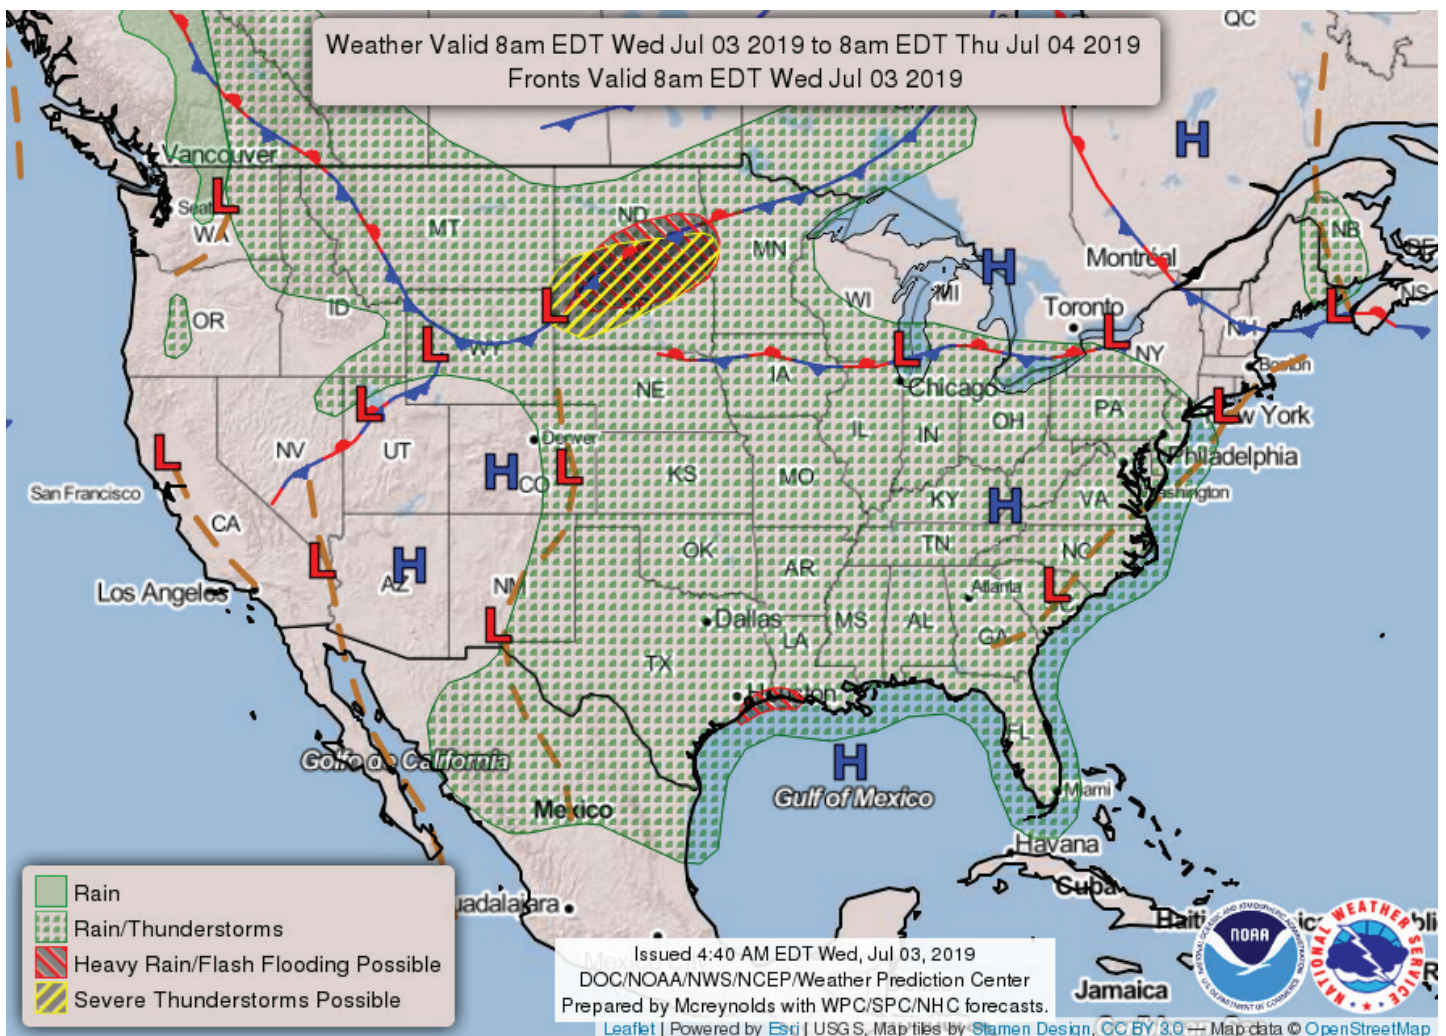 Weather Valid 8am EDT Wed Jul 03 2019 to 8am EDT Thu Jul 04 2019
Fronts Valid 8am EDT Wed Jul 03 2019
QC
Vancouver
L
WA
MT
ND
MN
H
NB
NS
Montréal
H
Toronto
OR
ID
L
WY
L
WI
MI
L
L
NY
NH
L
Boston
NE
IA
Chicago
L
NV
UT
Denver
CO
H
L
IL
IN
OH
PA
L
New York
Philadelphia
Washington
L
San Francisco
CA
KS
MO
KY
H
VA
L
AZ
H
NM
OK
AR
TN
NC
Los Angeles
L
Dallas
LA
MS
AL
Atlanta
GA
L
TX
Houston
FL
Golfo de California
H
Gulf of Mexico
Miami
Mexico
Havana
Cuba
Jamaica
Rain
Rain/Thunderstorms
Heavy Rain/Flash Flooding Possible
Severe Thunderstorms Possible
Issued 4:40 AM EDT Wed, Jul 03, 2019
DOC/NOAA/NWS/NCEP/Weather Prediction Center
Prepared by Mcreynolds with WPC/SPC/NHC forecasts.
NOAA
NATIONAL WEATHER SERVICE
Leaflet | Powered by Esri | USGS, Map tiles by Stamen Design, CC BY 3.0 — Map data © OpenStreetMap